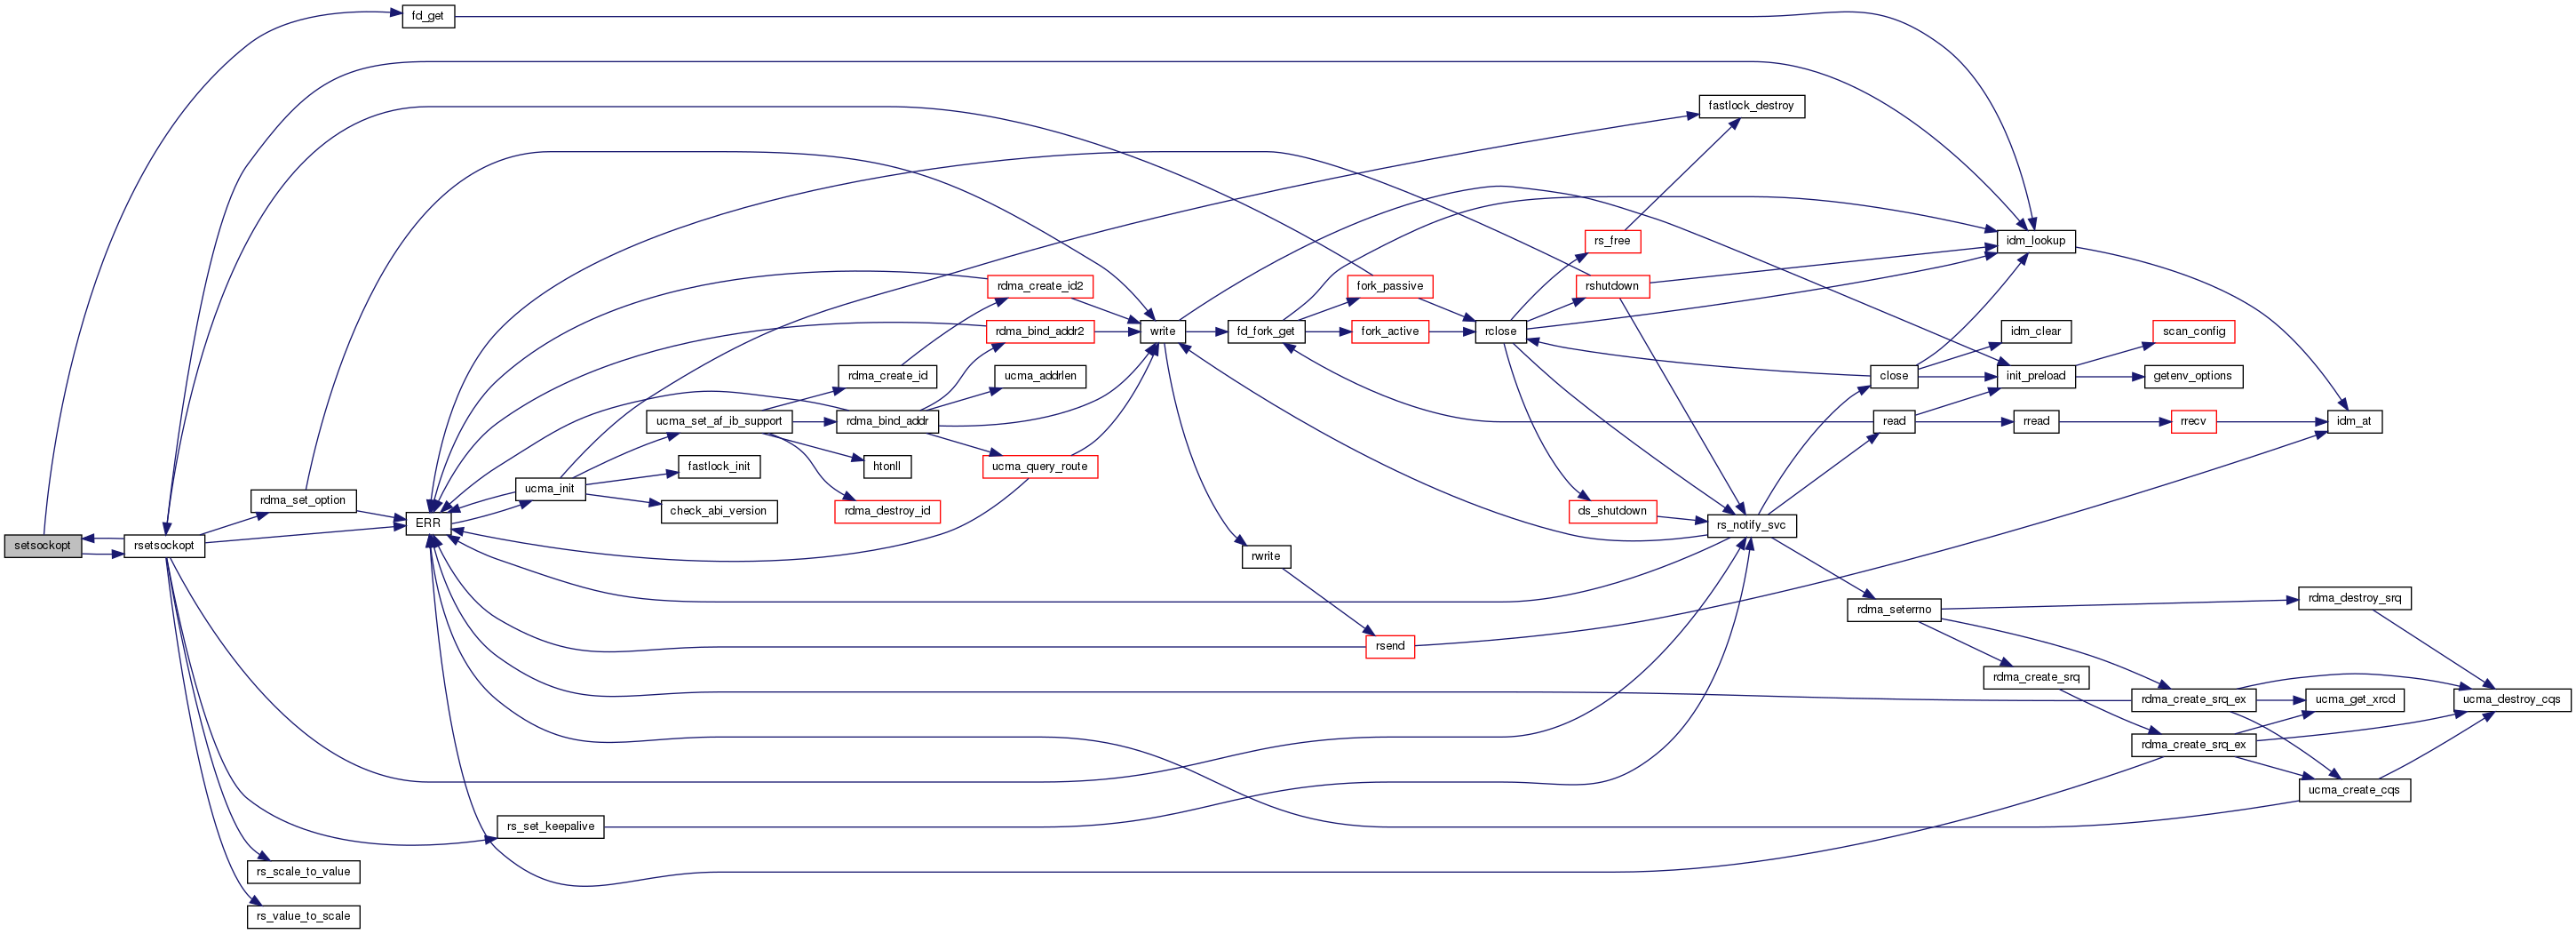 fd_get
fastlock_destroy
rs_free
idm_lookup
rdma_create_id2
fork_passive
rshutdown
rdma_bind_addr2
write
fd_fork_get
fork_active
rclose
idm_clear
scan_config
rdma_create_id
ucma_addrlen
close
init_preload
getenv_options
ucma_set_af_ib_support
rdma_bind_addr
read
rread
rrecv
idm_at
fastlock_init
htonll
ucma_query_route
rdma_set_option
ucma_init
check_abi_version
rdma_destroy_id
ds_shutdown
ERR
rs_notify_svc
setsockopt
rsetsockopt
rwrite
rdma_destroy_srq
rdma_seterrno
rsend
rdma_create_srq
rdma_create_srq_ex
ucma_get_xrcd
ucma_destroy_cqs
rdma_create_srq_ex
ucma_create_cqs
rs_set_keepalive
rs_scale_to_value
rs_value_to_scale